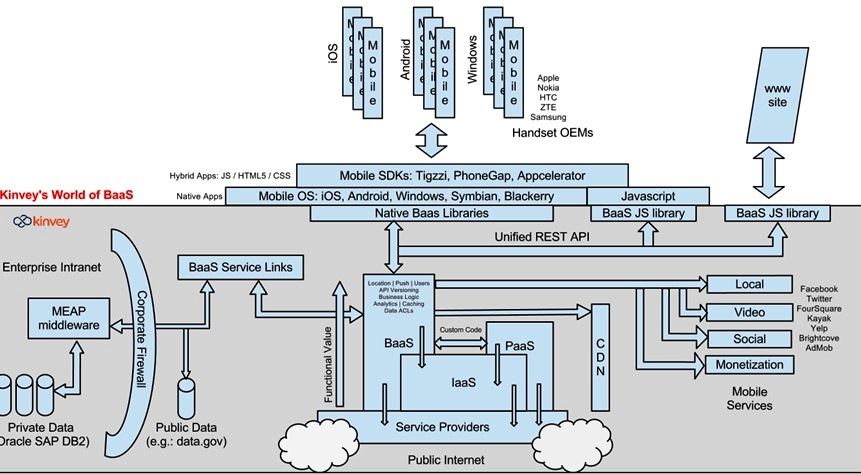 iOS
Mobile
Mobile
Mobile
Android
Mobile
Mobile
Mobile
Windows
Mobile
Mobile
Mobile
Apple
Nokia
HTC
ZTE
Samsung
Handset OEMs
www
site
Hybrid Apps: JS / HTML5 / CSS
Mobile SDKs: Tigzzi, PhoneGap, Appcelerator
Kinvey's World of BaaS
Native Apps
Mobile OS: iOS, Android, Windows, Symbian, Blackerry
Javascript
kinvey
Native Baas Libraries
BaaS JS library
BaaS JS library
Unified REST API
Enterprise Intranet
BaaS Service Links
Corporate Firewall
MEAP
middleware
Private Data
Oracle SAP DB2)
Public Data
(e.g.: data.gov)
Functional Value
Location | Push | Users
API Versioning
Business Logic
Analytics | Caching
Data ACLs
BaaS
Custom Code
PaaS
IaaS
Service Providers
Public Internet
CDN
Local
Video
Social
Monetization
Facebook
Twitter
FourSquare
Kayak
Yelp
Brightcove
AdMob
Mobile
Services